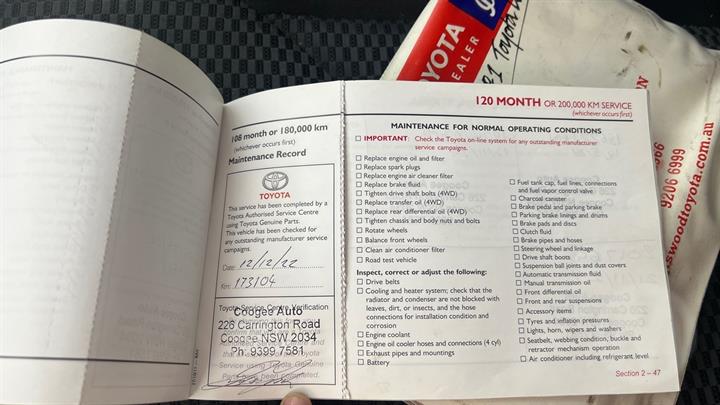 108 month or 180,000 km
(whichever occurs first)
Maintenance Record
TOYOTA
This service has been completed by a
Toyota Authorised Service Centre
using Toyota Genuine Parts.
This vehicle has been checked for
any outstanding manufacturer service
campaigns.
Date: 12/12/22
Km: 173104
Toyota Service Centre Verification
Coogee Auto
226 Carrington Road
Coogee NSW 2034
Ph: 9399 7581
120 MONTH OR 200,000 KM SERVICE
(whichever occurs first)
MAINTENANCE FOR NORMAL OPERATING CONDITIONS
IMPORTANT: Check the Toyota on-line system for any outstanding manufacturer
service campaigns.
Replace engine oil and filter
Replace spark plugs
Replace engine air cleaner filter
Replace brake fluid
Tighten drive shaft bolts (4WD)
Replace transfer oil (4WD)
Replace rear differential oil (4WD)
Tighten chassis and body nuts and bolts
Rotate wheels
Balance front wheels
Clean air conditioner filter
Road test vehicle
Inspect, correct or adjust the following:
Drive belts
Cooling and heater system; check that the
radiator and condenser are not blocked with
leaves, dirt, or insects, and the hose
connections for installation condition and
corrosion
Engine coolant
Engine oil cooler hoses and connections (4 cyl)
Exhaust pipes and mountings
Battery
Fuel tank cap, fuel lines, connections
and fuel vapor control valve
Charcoal canister
Brake pedal and parking brake
Parking brake linings and drums
Brake pads and discs
Clutch fluid
Brake pipes and hoses
Steering wheel and linkage
Drive shaft boots
Suspension ball joints and dust covers
Automatic transmission fluid
Manual transmission oil
Front differential oil
Front and rear suspensions
Accessory items
Tyres and inflation pressures
Lights, horn, wipers and washers
Seatbelt, webbing condition, buckle and
retractor mechanism operation
Air conditioner including refrigerant level
Section 2 – 47
OYOTA
EALER
21 Toyota
9206 6999
swoodtoyota.com.au